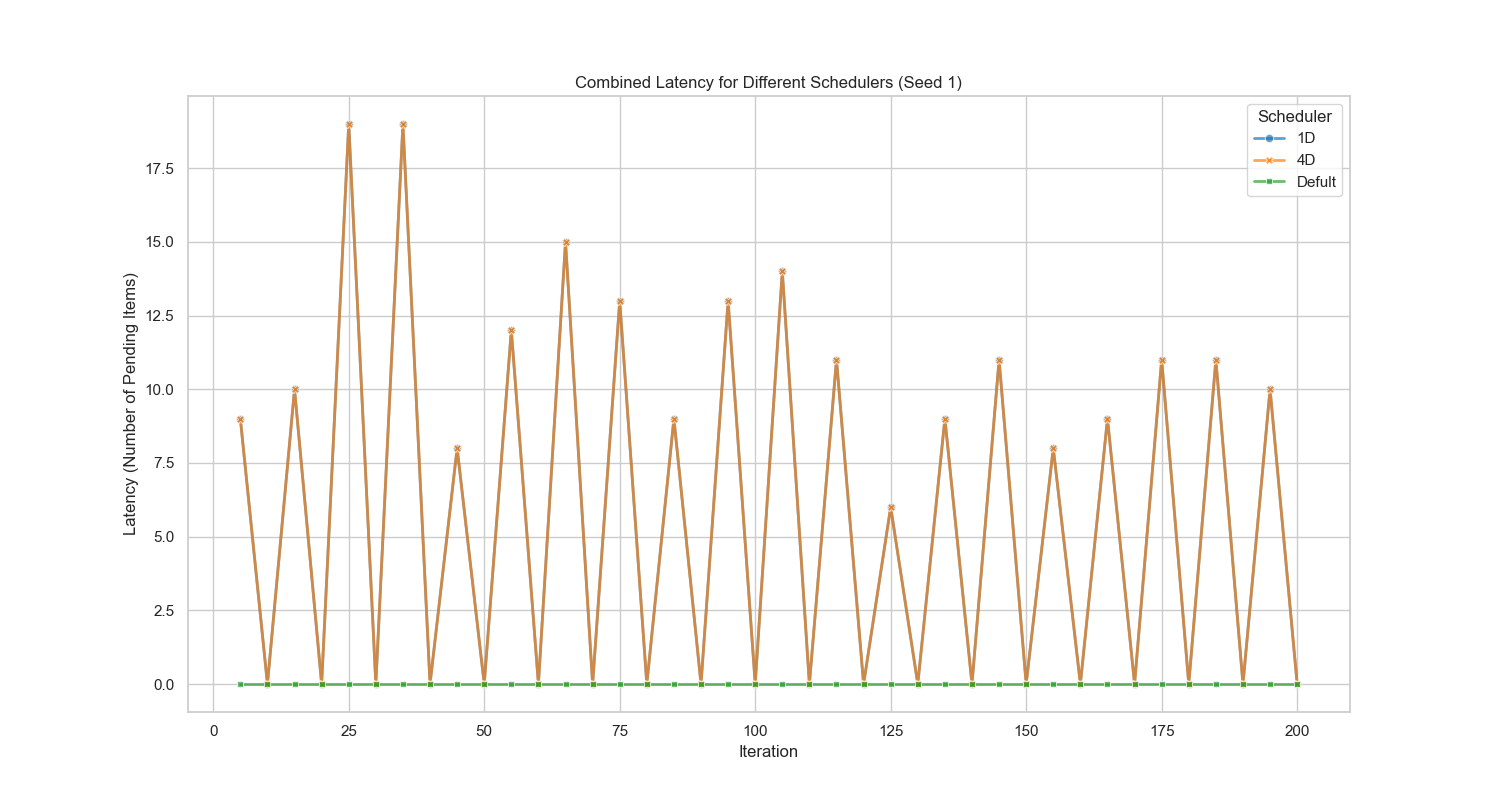 Combined Latency for Different Schedulers (Seed 1)
Scheduler
1D
4D
Defult
Latency (Number of Pending Items)
17.5
15.0
12.5
10.0
7.5
5.0
2.5
0.0
0 25 50 75 100 125 150 175 200
Iteration